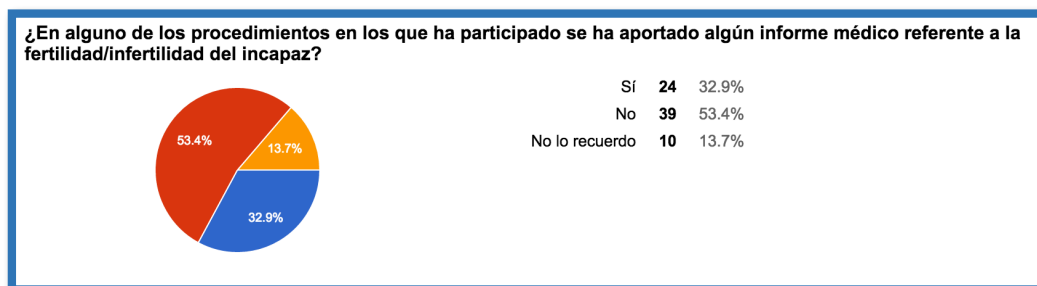 ¿En alguno de los procedimientos en los que ha participado se ha aportado algún informe médico referente a la
fertilidad/infertilidad del incapaz?
Sí 24 32.9%
No 39 53.4%
No lo recuerdo 10 13.7%
53.4%
13.7%
32.9%